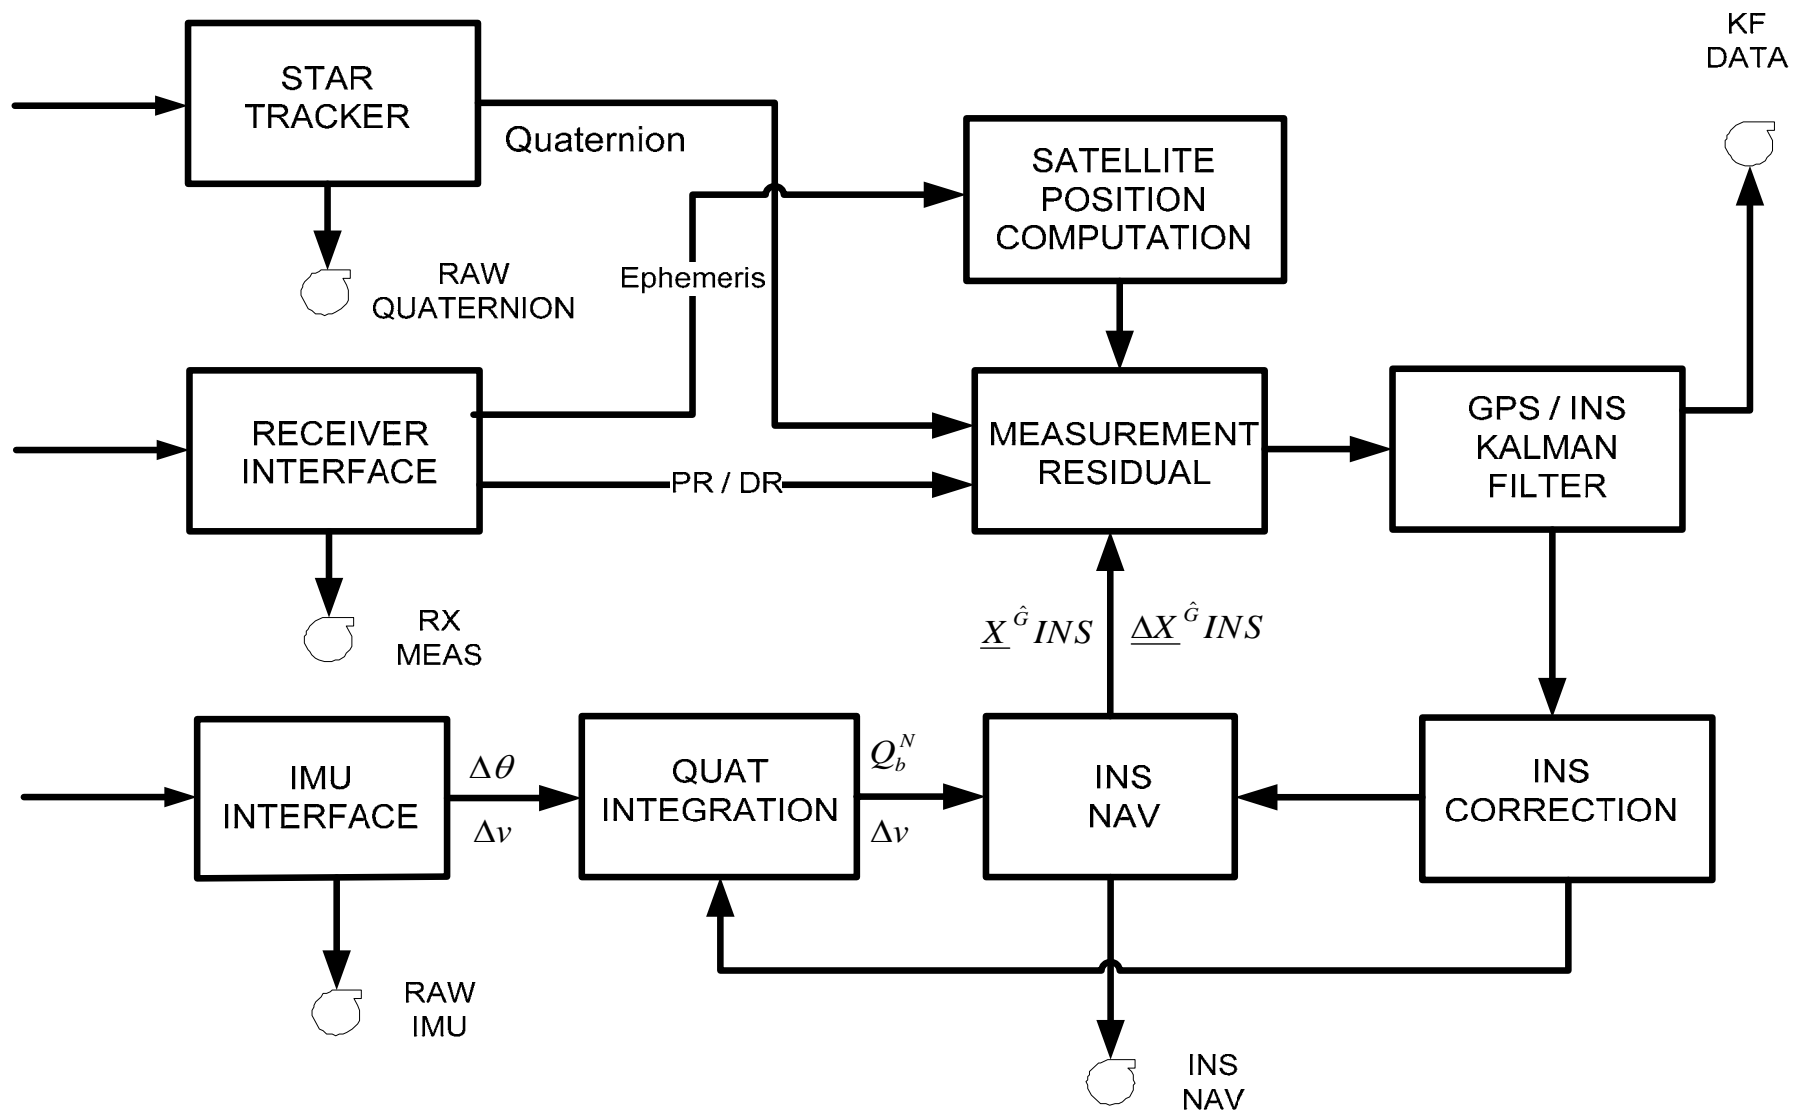 KF
DATA
STAR
TRACKER
Quaternion
SATELLITE
POSITION
COMPUTATION
RAW
QUATERNION
Ephemeris
RECEIVER
INTERFACE
PR / DR
MEASUREMENT
RESIDUAL
GPS / INS
KALMAN
FILTER
RX
MEAS
X^Ĝ INS
ΔX^Ĝ INS
IMU
INTERFACE
Δθ
Δv
QUAT
INTEGRATION
Q_b^N
Δv
INS
NAV
INS
CORRECTION
RAW
IMU
INS
NAV